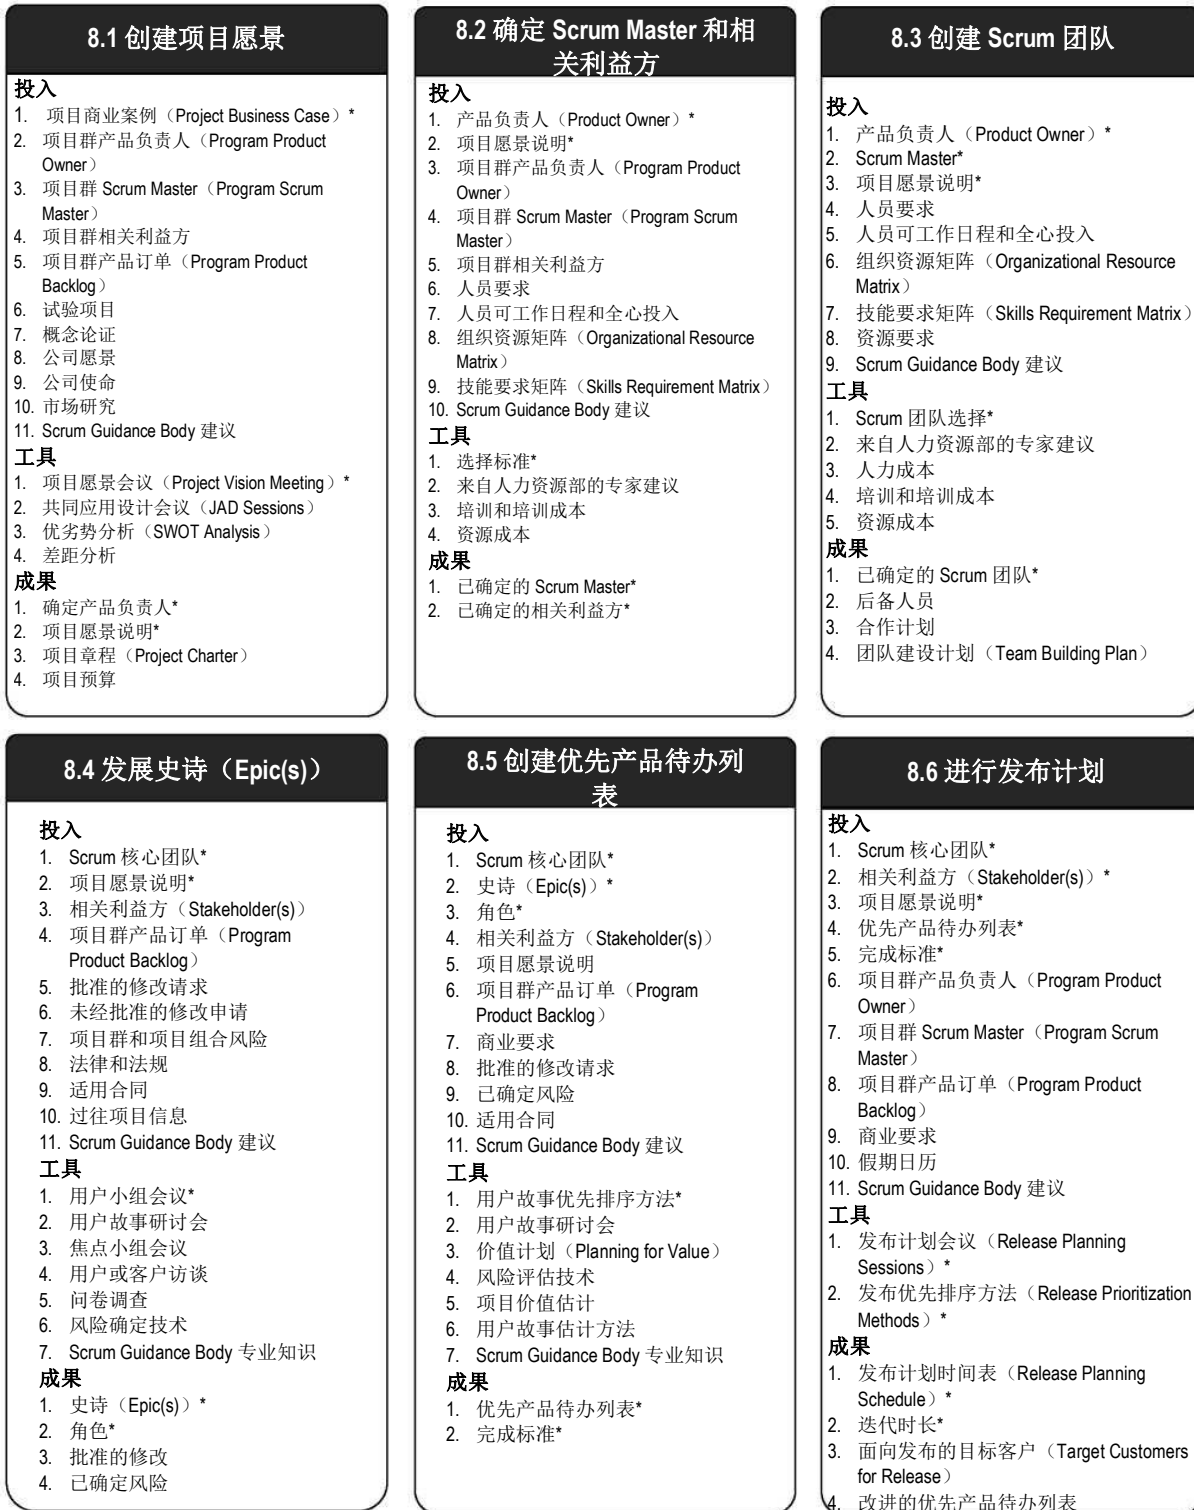 8.1 创建项目愿景
投入
1. 项目商业案例（Project Business Case）*
2. 项目群产品负责人（Program Product
Owner）
3. 项目群 Scrum Master（Program Scrum
Master）
4. 项目群相关利益方
5. 项目群产品订单（Program Product
Backlog）
6. 试验项目
7. 概念论证
8. 公司愿景
9. 公司使命
10. 市场研究
11. Scrum Guidance Body 建议
工具
1. 项目愿景会议（Project Vision Meeting）*
2. 共同应用设计会议（JAD Sessions）
3. 优劣势分析（SWOT Analysis）
4. 差距分析
成果
1. 确定产品负责人*
2. 项目愿景说明*
3. 项目章程（Project Charter）
4. 项目预算
8.2 确定 Scrum Master 和相
关利益方
投入
1. 产品负责人（Product Owner）*
2. 项目愿景说明*
3. 项目群产品负责人（Program Product
Owner）
4. 项目群 Scrum Master（Program Scrum
Master）
5. 项目群相关利益方
6. 人员要求
7. 人员可工作日程和全心投入
8. 组织资源矩阵（Organizational Resource
Matrix）
9. 技能要求矩阵（Skills Requirement Matrix）
10. Scrum Guidance Body 建议
工具
1. 选择标准*
2. 来自人力资源部的专家建议
3. 培训和培训成本
4. 资源成本
成果
1. 已确定的 Scrum Master*
2. 已确定的相关利益方*
8.3 创建 Scrum 团队
投入
1. 产品负责人（Product Owner）*
2. Scrum Master*
3. 项目愿景说明*
4. 人员要求
5. 人员可工作日程和全心投入
6. 组织资源矩阵（Organizational Resource
Matrix）
7. 技能要求矩阵（Skills Requirement Matrix）
8. 资源要求
9. Scrum Guidance Body 建议
工具
1. Scrum 团队选择*
2. 来自人力资源部的专家建议
3. 人力成本
4. 培训和培训成本
5. 资源成本
成果
1. 已确定的 Scrum 团队*
2. 后备人员
3. 合作计划
4. 团队建设计划（Team Building Plan）
8.4 发展史诗（Epic(s)）
投入
1. Scrum 核心团队*
2. 项目愿景说明*
3. 相关利益方（Stakeholder(s)）
4. 项目群产品订单（Program
Product Backlog）
5. 批准的修改请求
6. 未经批准的修改申请
7. 项目群和项目组合风险
8. 法律和法规
9. 适用合同
10. 过往项目信息
11. Scrum Guidance Body 建议
工具
1. 用户小组会议*
2. 用户故事研讨会
3. 焦点小组会议
4. 用户或客户访谈
5. 问卷调查
6. 风险确定技术
7. Scrum Guidance Body 专业知识
成果
1. 史诗（Epic(s)）*
2. 角色*
3. 批准的修改
4. 已确定风险
8.5 创建优先产品待办列
表
投入
1. Scrum 核心团队*
2. 史诗（Epic(s)）*
3. 角色*
4. 相关利益方（Stakeholder(s)）
5. 项目愿景说明
6. 项目群产品订单（Program
Product Backlog）
7. 商业要求
8. 批准的修改请求
9. 已确定风险
10. 适用合同
11. Scrum Guidance Body 建议
工具
1. 用户故事优先排序方法*
2. 用户故事研讨会
3. 价值计划（Planning for Value）
4. 风险评估技术
5. 项目价值估计
6. 用户故事估计方法
7. Scrum Guidance Body 专业知识
成果
1. 优先产品待办列表*
2. 完成标准*
8.6 进行发布计划
投入
1. Scrum 核心团队*
2. 相关利益方（Stakeholder(s)）*
3. 项目愿景说明*
4. 优先产品待办列表*
5. 完成标准*
6. 项目群产品负责人（Program Product
Owner）
7. 项目群 Scrum Master（Program Scrum
Master）
8. 项目群产品订单（Program Product
Backlog）
9. 商业要求
10. 假期日历
11. Scrum Guidance Body 建议
工具
1. 发布计划会议（Release Planning
Sessions）*
2. 发布优先排序方法（Release Prioritization
Methods）*
成果
1. 发布计划时间表（Release Planning
Schedule）*
2. 迭代时长*
3. 面向发布的目标客户（Target Customers
for Release）
4. 改进的优先产品待办列表